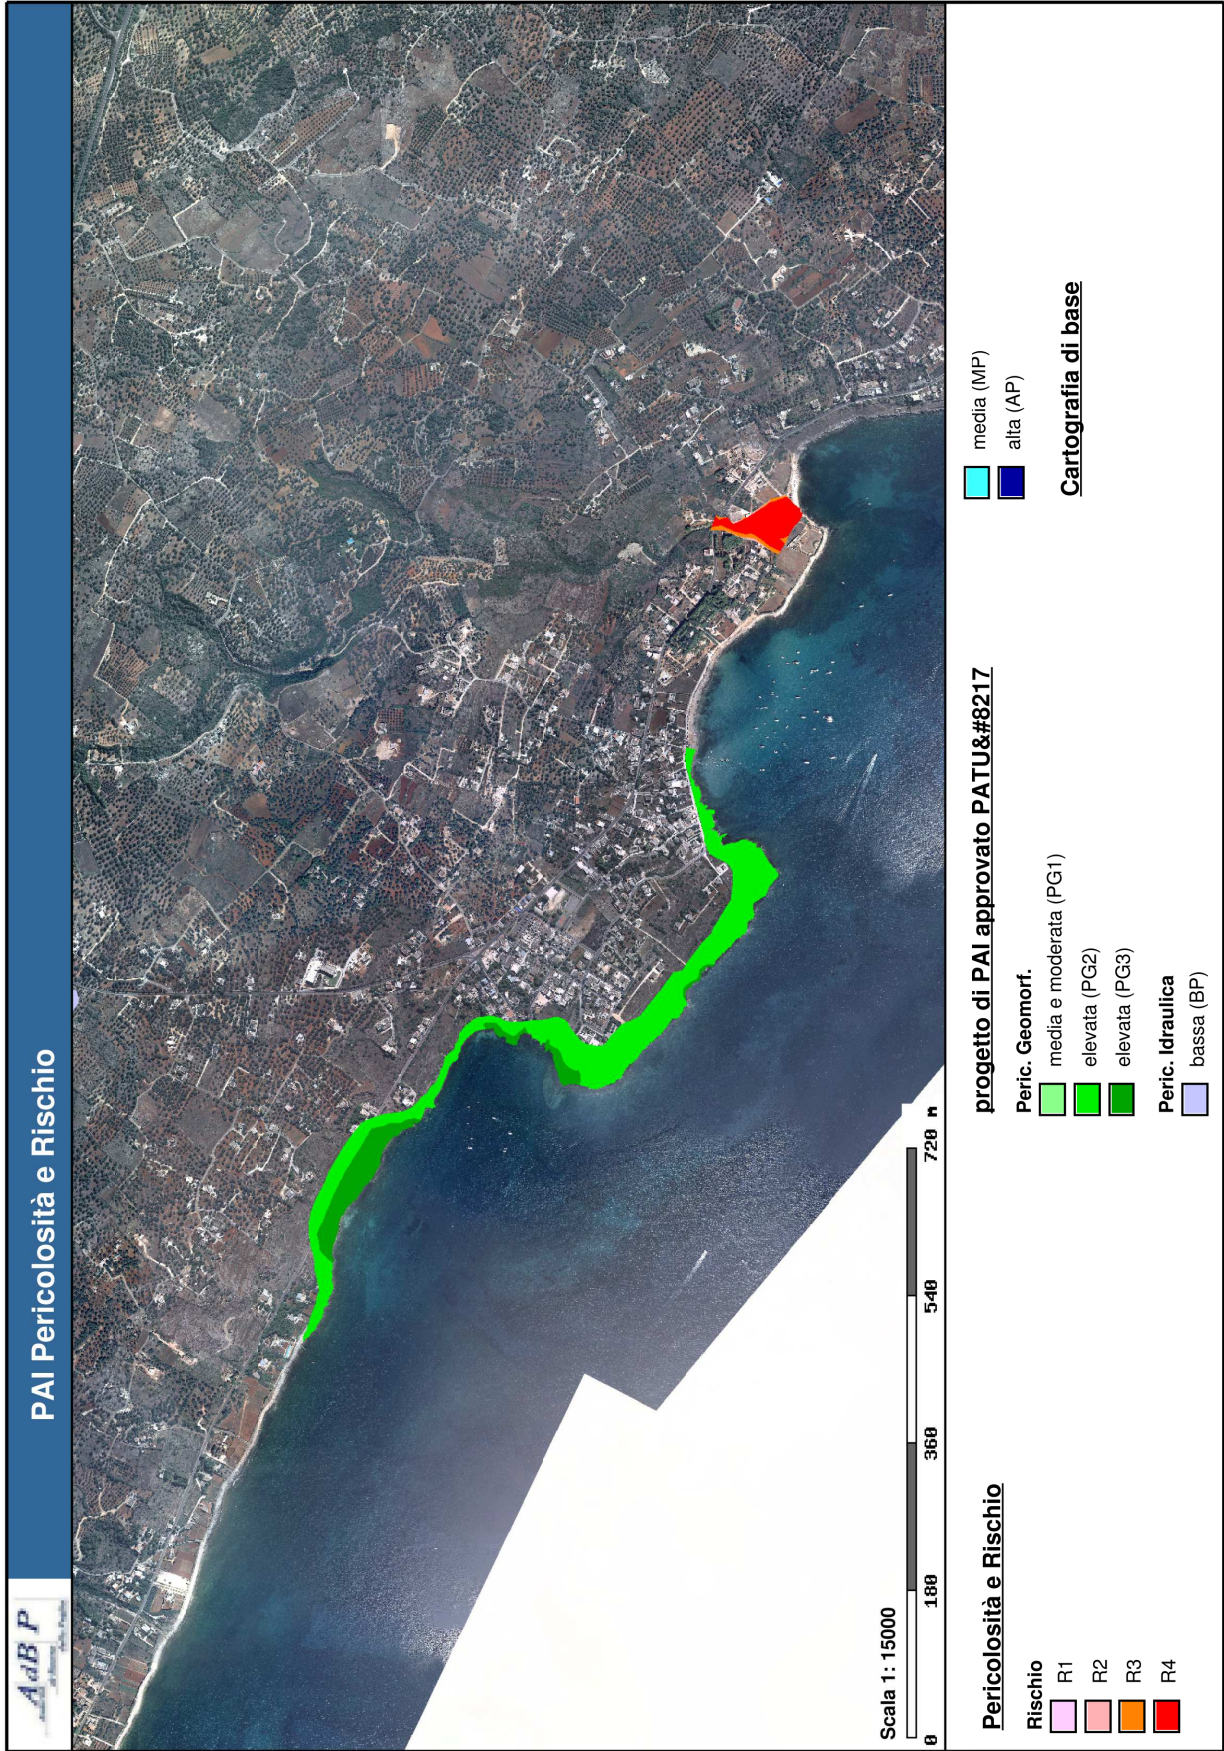 AdB P
PAI Pericolosità e Rischio
Scala 1: 15000
0 180 360 540 720 m
Pericolosità e Rischio
Rischio
R1
R2
R3
R4
progetto di PAI approvato PATU&#8217
Peric. Geomorf.
media e moderata (PG1)
elevata (PG2)
elevata (PG3)
Peric. Idraulica
bassa (BP)
media (MP)
alta (AP)
Cartografia di base